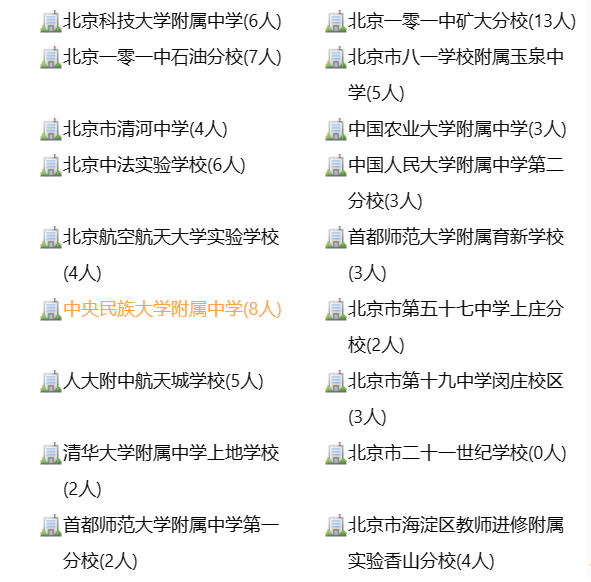 北京科技大学附属中学(6人)
北京一零一中矿大分校(13人)
北京一零一中石油分校(7人)
北京市八一学校附属玉泉中
学(5人)
北京市清河中学(4人)
中国农业大学附属中学(3人)
北京中法实验学校(6人)
中国人民大学附属中学第二
分校(3人)
北京航空航天大学实验学校
(4人)
首都师范大学附属育新学校
(3人)
中央民族大学附属中学(8人)
北京市第五十七中学上庄分
校(2人)
人大附中航天城学校(5人)
北京市第十九中学闵庄校区
(3人)
清华大学附属中学上地学校
(2人)
北京市二十一世纪学校(0人)
首都师范大学附属中学第一
分校(2人)
北京市海淀区教师进修附属
实验香山分校(4人)